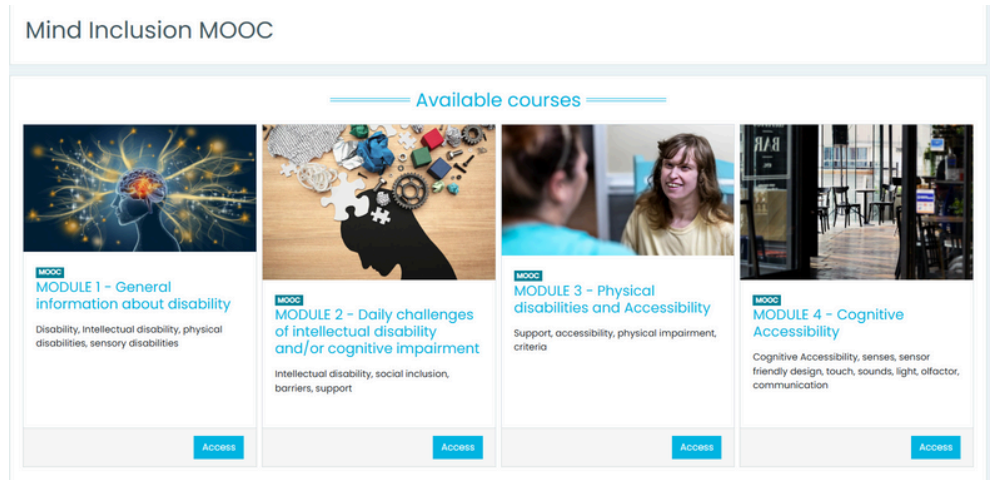 Mind Inclusion MOOC
Available courses
MOOC
MODULE 1 - General
information about disability
Disability, Intellectual disability, physical
disabilities, sensory disabilities
Access
MOOC
MODULE 2 - Daily challenges
of intellectual disability
and/or cognitive impairment
Intellectual disability, social inclusion,
barriers, support
Access
MOOC
MODULE 3 - Physical
disabilities and Accessibility
Support, accessibility, physical impairment,
criteria
Access
BAR
MOOC
MODULE 4 - Cognitive
Accessibility
Cognitive Accessibility, senses, sensor
friendly design, touch, sounds, light, olfactor,
communication
Access